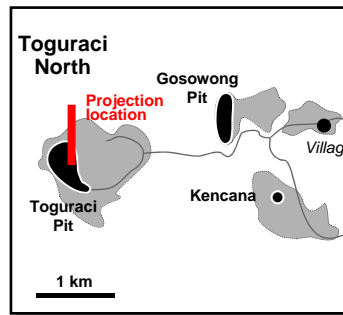 Toguraci
North
Gosowong
Pit
Projection
location
Villag
Kencana
Toguraci
Pit
1 km